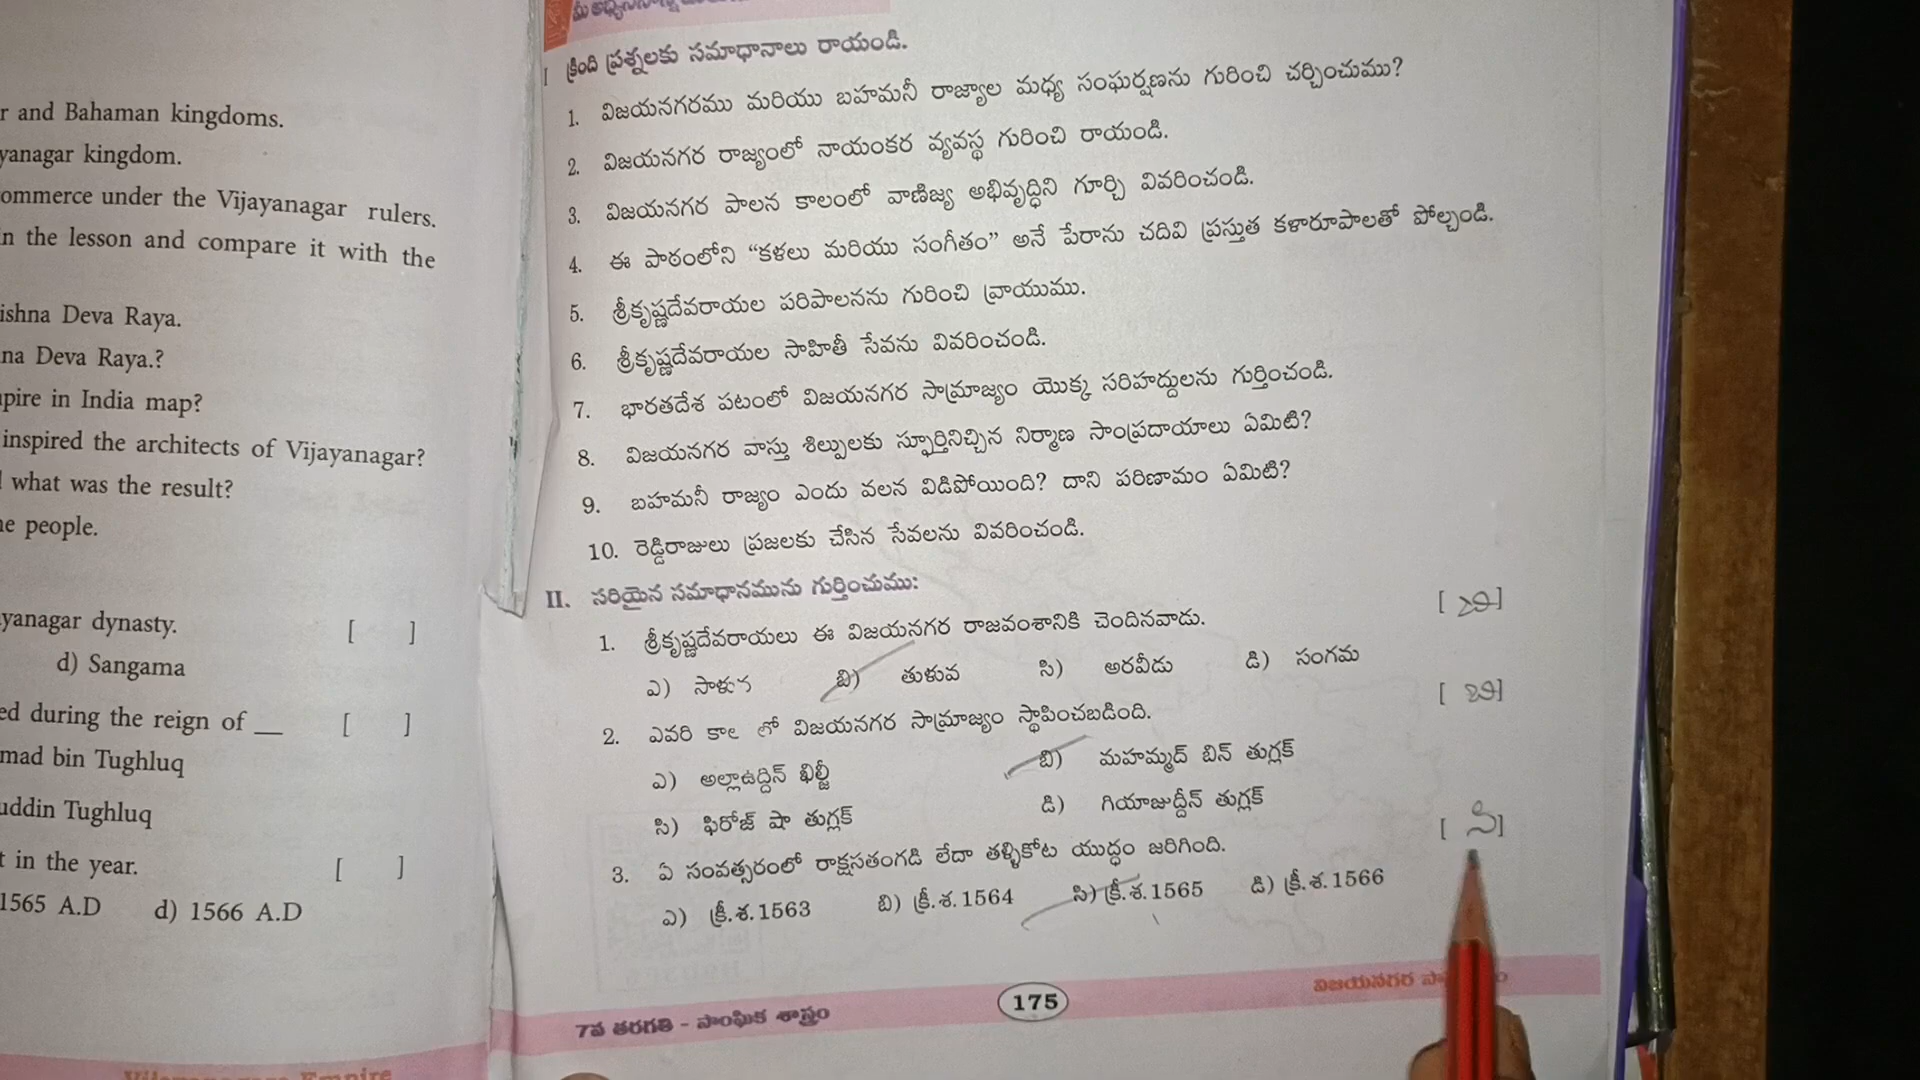 r and Bahaman kingdoms.
yanagar kingdom.
ommerce under the Vijayanagar rulers.
n the lesson and compare it with the
ishna Deva Raya.
na Deva Raya.?
pire in India map?
inspired the architects of Vijayanagar?
what was the result?
ne people.
yanagar dynasty. [ ]
d) Sangama
ed during the reign of __ [ ]
mad bin Tughluq
uddin Tughluq
t in the year. [ ]
1565 A.D d) 1566 A.D
I క్రింది ప్రశ్నలకు సమాధానాలు రాయండి.
1. విజయనగరము మరియు బహమనీ రాజ్యాల మధ్య సంఘర్షణను గురించి చర్చించుము?
2. విజయనగర రాజ్యంలో నాయంకర వ్యవస్థ గురించి రాయండి.
3. విజయనగర పాలన కాలంలో వాణిజ్య అభివృద్ధిని గూర్చి వివరించండి.
4. ఈ పాఠంలోని “కళలు మరియు సంగీతం” అనే పేరాను చదివి ప్రస్తుత కళారూపాలతో పోల్చండి.
5. శ్రీకృష్ణదేవరాయల పరిపాలనను గురించి వ్రాయుము.
6. శ్రీకృష్ణదేవరాయల సాహితీ సేవను వివరించండి.
7. భారతదేశ పటంలో విజయనగర సామ్రాజ్యం యొక్క సరిహద్దులను గుర్తించండి.
8. విజయనగర వాస్తు శిల్పులకు స్ఫూర్తినిచ్చిన నిర్మాణ సాంప్రదాయాలు ఏమిటి?
9. బహమనీ రాజ్యం ఎందు వలన విడిపోయింది? దాని పరిణామం ఏమిటి?
10. రెడ్డిరాజులు ప్రజలకు చేసిన సేవలను వివరించండి.
II. సరియైన సమాధానమును గుర్తించుము:
1. శ్రీకృష్ణదేవరాయలు ఈ విజయనగర రాజవంశానికి చెందినవాడు. [ బి ]
ఎ) సాళువ బి) తుళువ సి) అరవీడు డి) సంగమ
2. ఎవరి కాలంలో విజయనగర సామ్రాజ్యం స్థాపించబడింది. [ బి ]
ఎ) అల్లాఉద్దిన్ ఖిల్జీ బి) మహమ్మద్ బిన్ తుగ్లక్
సి) ఫిరోజ్ షా తుగ్లక్ డి) గియాజుద్దీన్ తుగ్లక్
3. ఏ సంవత్సరంలో రాక్షసతంగడి లేదా తళ్ళికోట యుద్ధం జరిగింది. [ సి ]
ఎ) క్రీ.శ.1563 బి) క్రీ.శ.1564 సి) క్రీ.శ.1565 డి) క్రీ.శ.1566
7వ తరగతి - సాంఘిక శాస్త్రం 175 విజయనగర
Empire